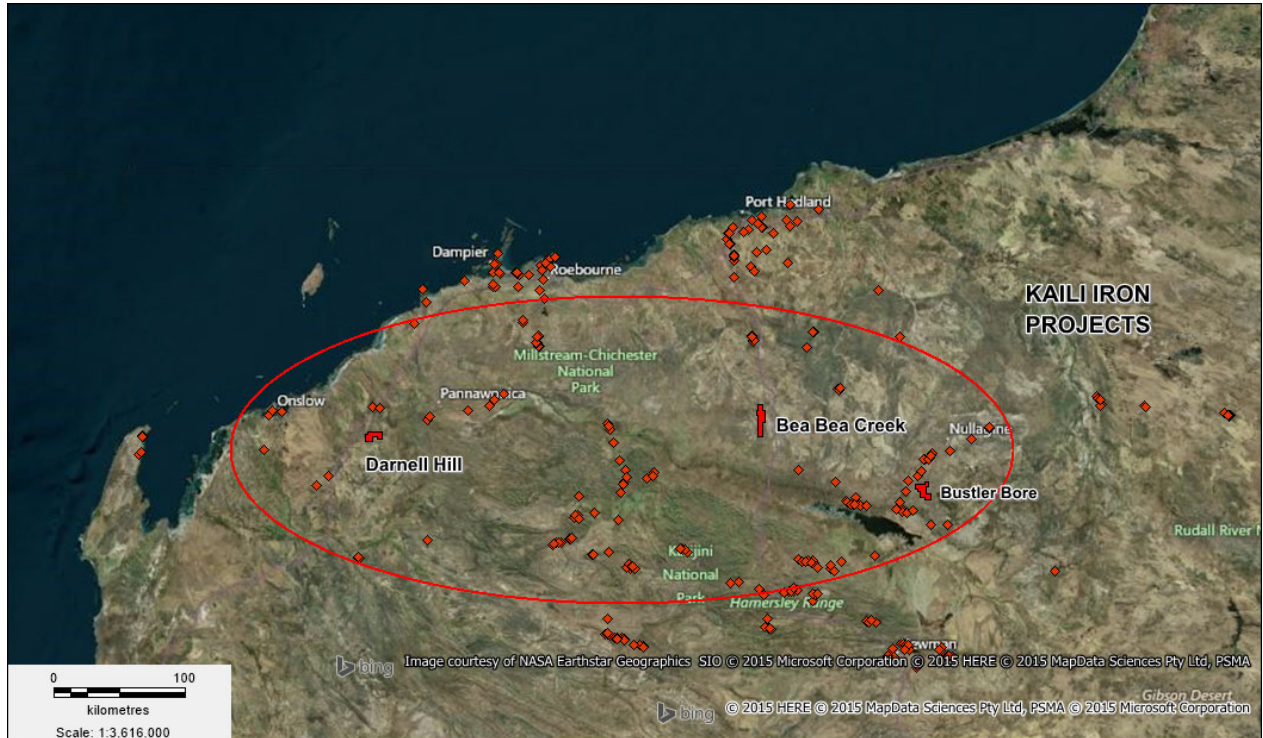 Port Hedland
Dampier
Roebourne
KAILI IRON
PROJECTS
Millstream-Chichester
National
Park
Pannawonica
Onslow
Bea Bea Creek
Nullagine
Darnell Hill
Bustler Bore
Rudall River N
Karijini
National
Park
Hamersley Range
Newman
bing
Image courtesy of NASA Earthstar Geographics SIO © 2015 Microsoft Corporation © 2015 HERE © 2015 MapData Sciences Pty Ltd, PSMA
Gibson Desert
bing
© 2015 HERE © 2015 MapData Sciences Pty Ltd, PSMA © 2015 Microsoft Corporation
0 100
kilometres
Scale: 1:3,616,000